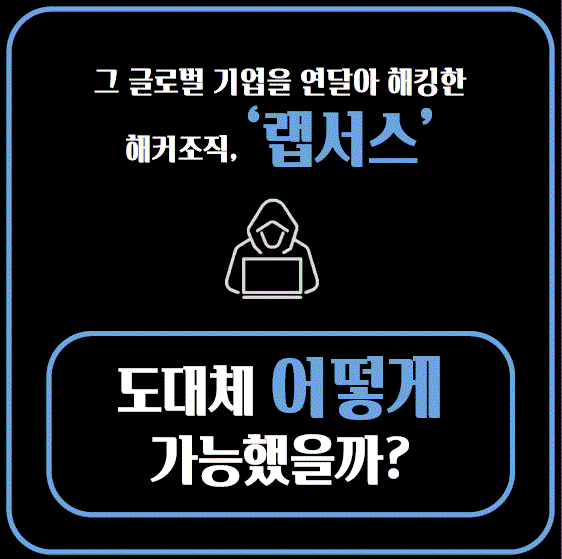 그 글로벌 기업을 연달아 해킹한
해커조직, ‘랩서스’
도대체 어떻게
가능했을까?